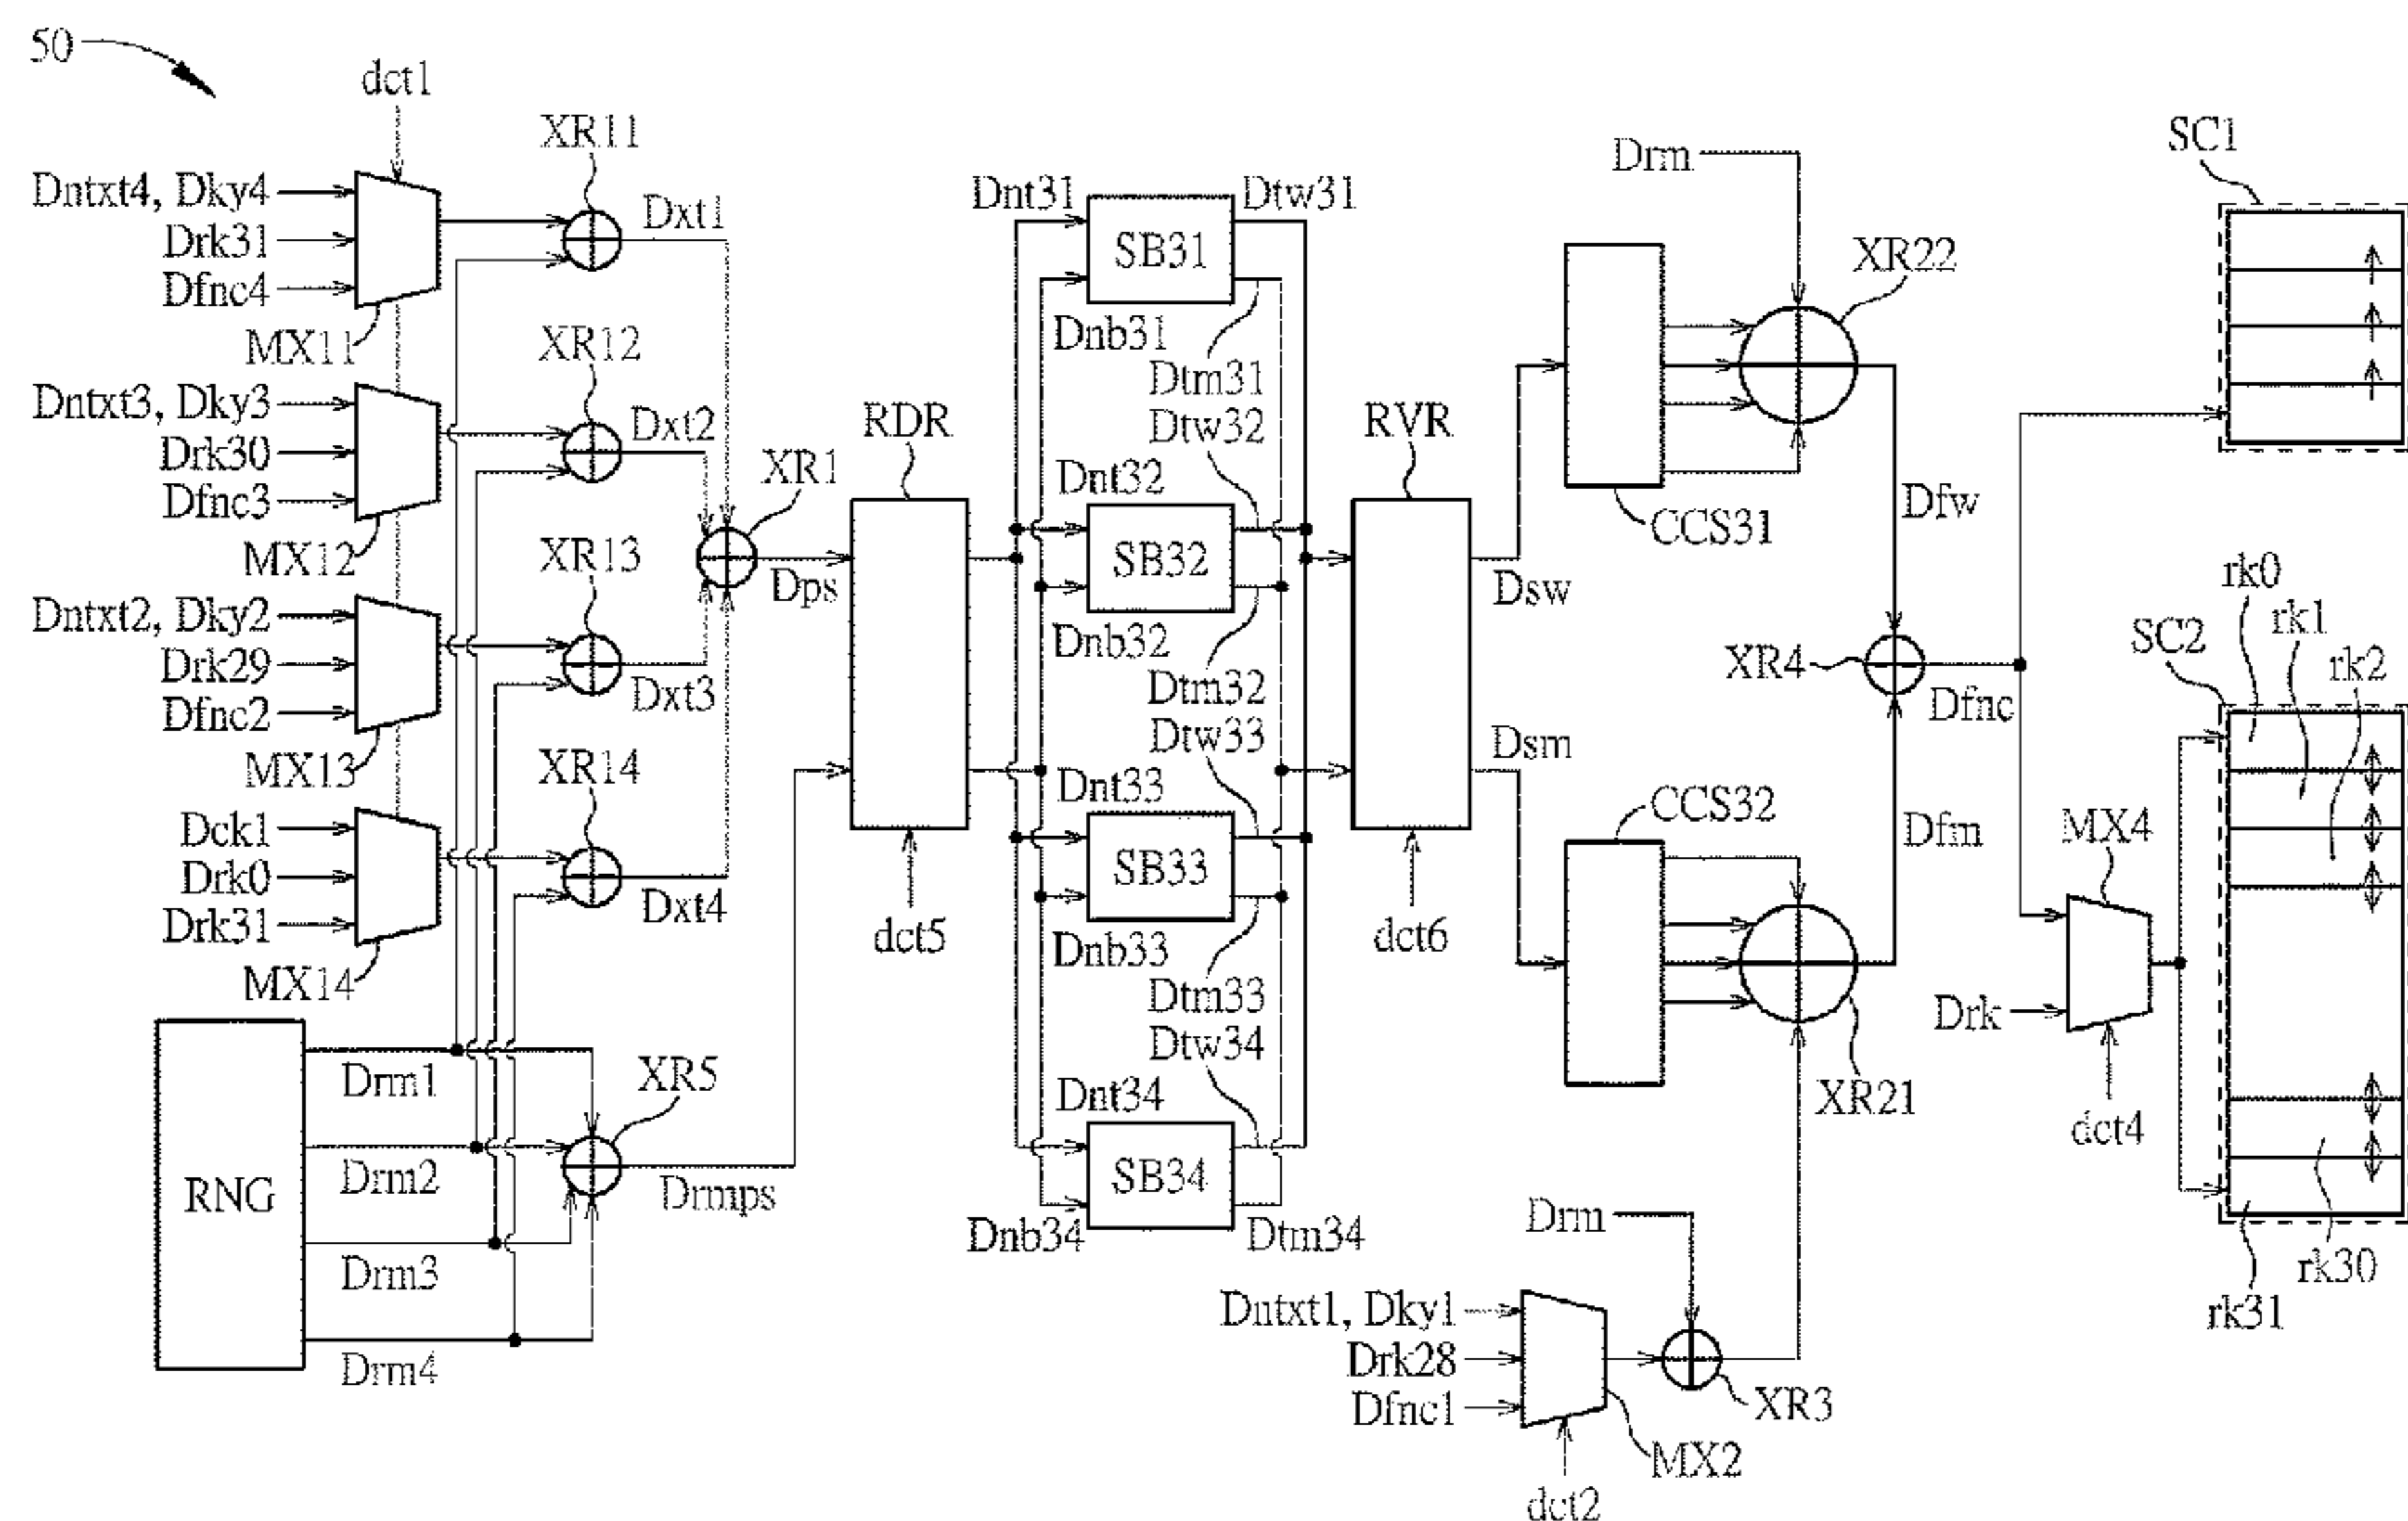 50
dct1
XR11
Dntxt4, Dky4
Drk31
Dfnc4
MX11
Dxt1
XR12
Dntxt3, Dky3
Drk30
Dfnc3
MX12
Dxt2
XR1
Dps
XR13
Dntxt2, Dky2
Drk29
Dfnc2
MX13
Dxt3
XR14
Dck1
Drk0
Drk31
MX14
Dxt4
RNG
Drm1
Drm2
Drm3
Drm4
XR5
Drmps
RDR
dct5
Dnt31
SB31
Dtw31
Dnb31
Dtm31
Dtw32
Dnt32
SB32
Dnb32
Dtm32
Dtw33
Dnt33
SB33
Dnb33
Dtm33
Dtw34
Dnt34
SB34
Dnb34
Dtm34
RVR
dct6
Dsw
Dsm
Drm
XR22
CCS31
Dfw
CCS32
Dfm
XR21
XR4
Dfnc
Drm
Dntxt1, Dky1
Drk28
Dfnc1
XR3
MX2
dct2
SC1
rk0
rk1
SC2
rk2
MX4
Drk
dct4
rk30
rk31